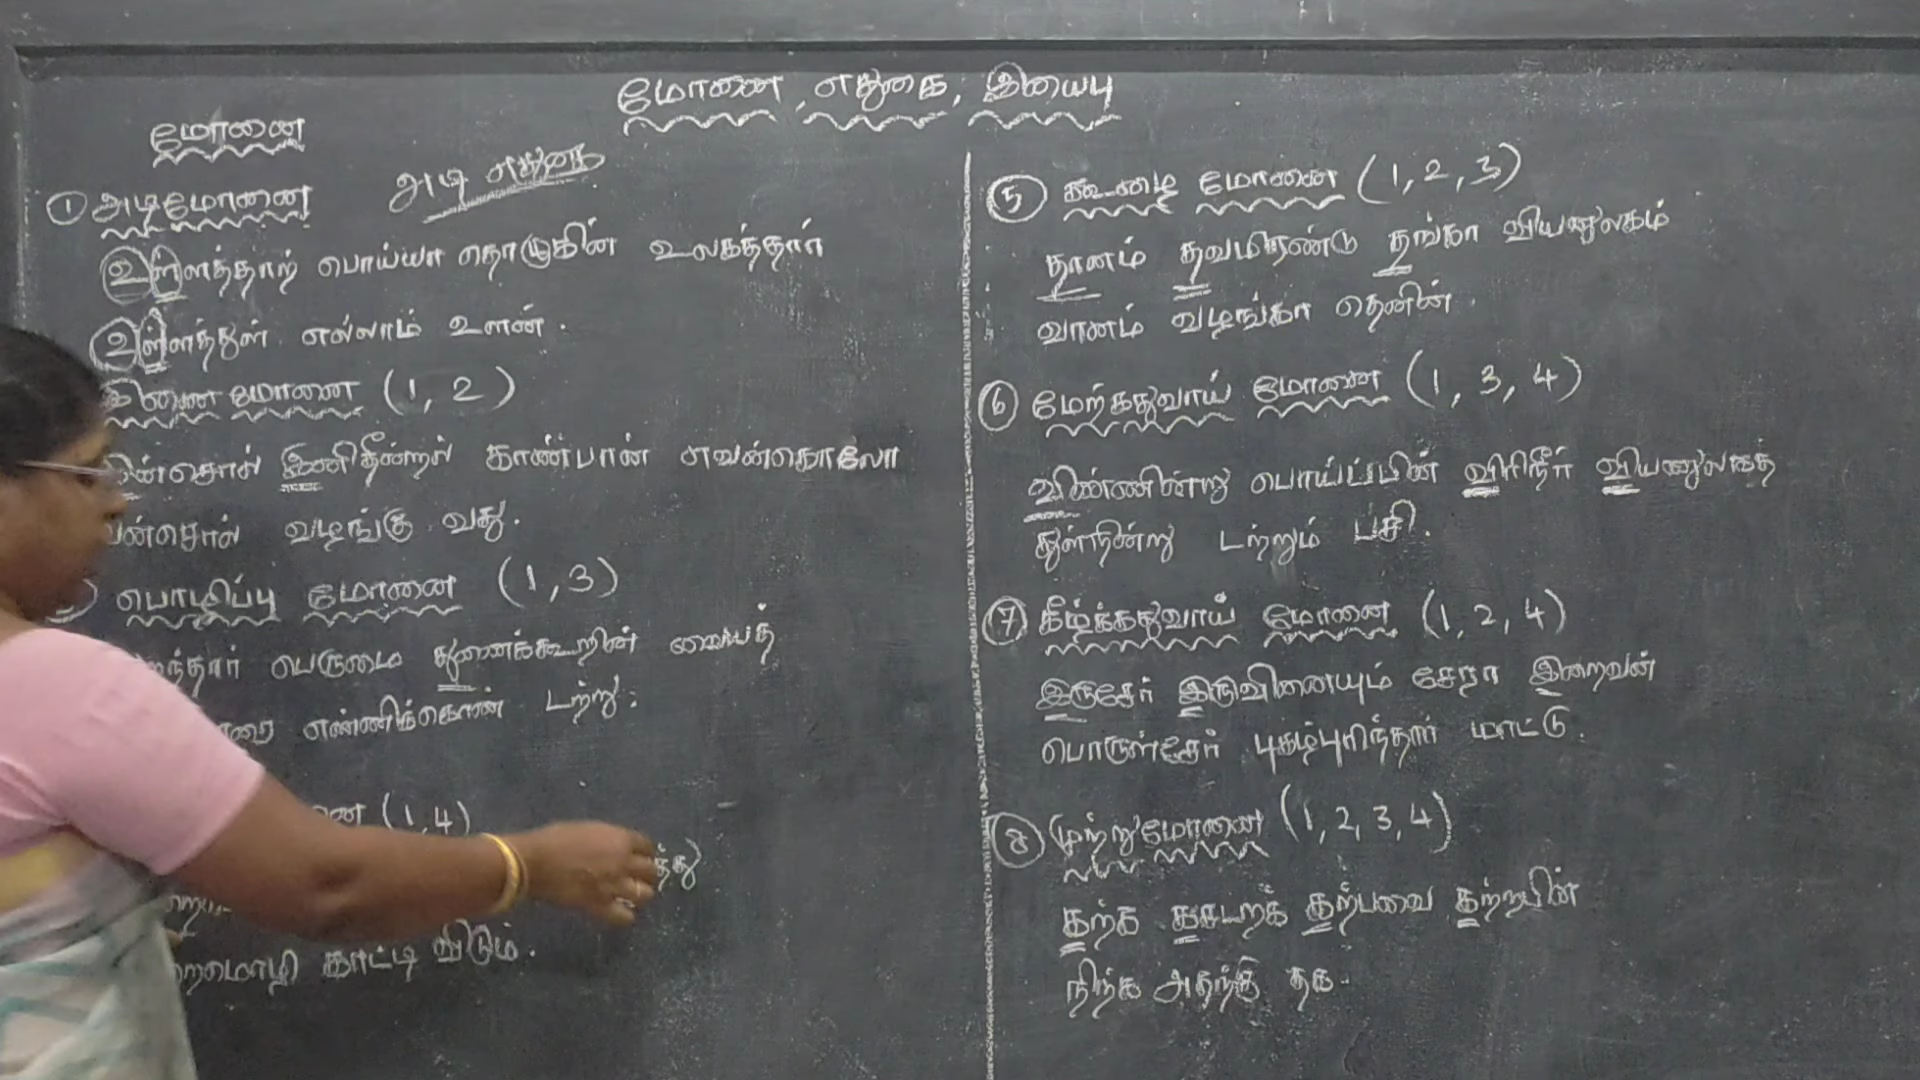 மோனை, எதுகை, இயைபு
மோனை
① அடிமோனை அடி எதுகை
உள்ளத்தாற் பொய்யா தொழுகின் உலகத்தார்
உள்ளத்துள் எல்லாம் உளன்.
இணை மோனை (1, 2)
இன்சொல் இனிதீன்றல் காண்பான் எவன்கொலோ
வன்சொல் வழங்கு வது.
பொழிப்பு மோனை (1, 3)
பெருமை துணைக்கூறின் வையத்
எண்ணிக்கொண் டற்று.
(1, 4)
காட்டி விடும்.
⑤ கூழை மோனை (1, 2, 3)
தானம் தவமிரண்டு தங்கா வியனுலகம்
வானம் வழங்கா தெனின்.
⑥ மேற்கதுவாய் மோனை (1, 3, 4)
விண்ணின்று பொய்ப்பின் விரிநீர் வியனுலகத்
துள்நின்று டற்றும் பசி.
⑦ கீழ்க்கதுவாய் மோனை (1, 2, 4)
இருள்சேர் இருவினையும் சேரா இறைவன்
பொருள்சேர் புகழ்புரிந்தார் மாட்டு.
⑧ முற்றுமோனை (1, 2, 3, 4)
கற்க கசடறக் கற்பவை கற்றபின்
நிற்க அதற்கு தக.